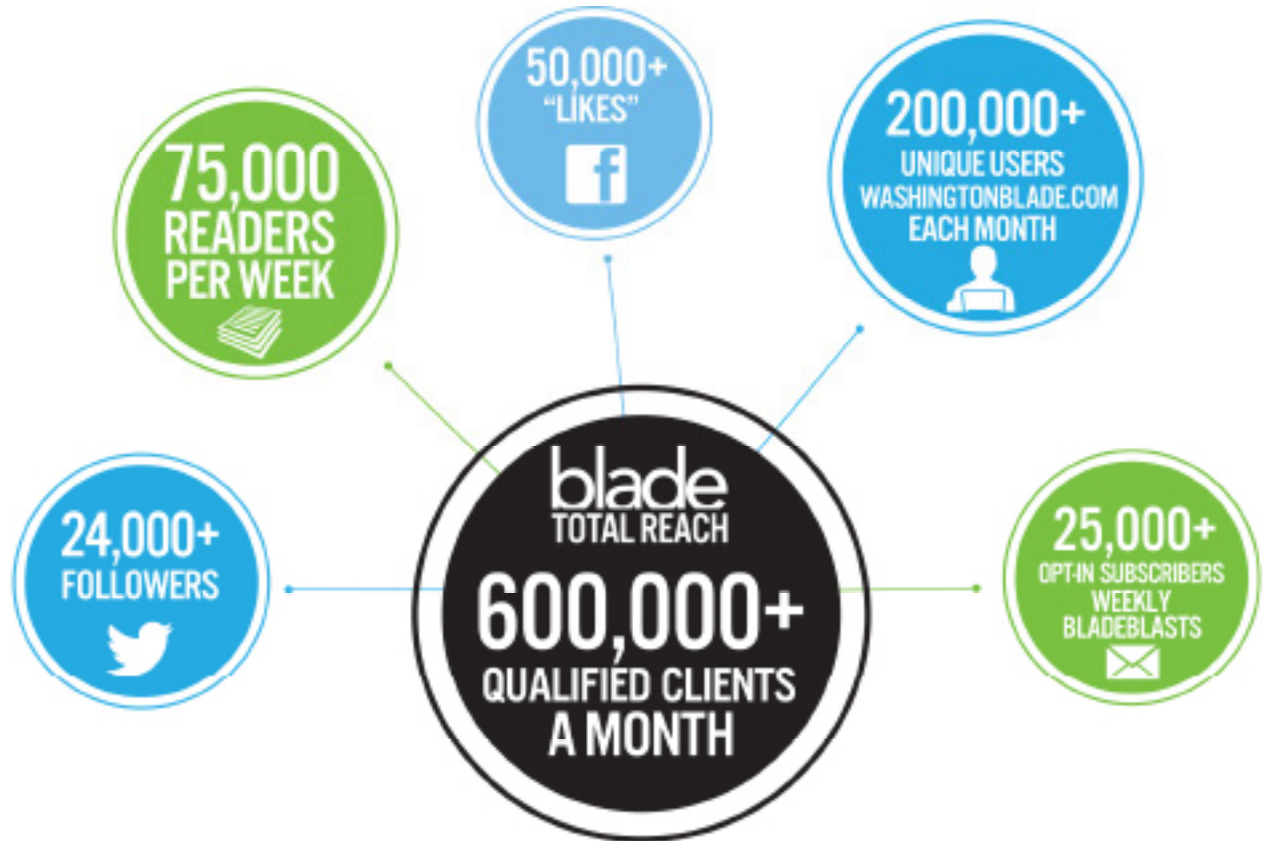 50,000+
“LIKES”
f
75,000
READERS
PER WEEK
200,000+
UNIQUE USERS
WASHINGTONBLADE.COM
EACH MONTH
24,000+
FOLLOWERS
blade
TOTAL REACH
600,000+
QUALIFIED CLIENTS
A MONTH
25,000+
OPT-IN SUBSCRIBERS
WEEKLY
BLADEBLASTS